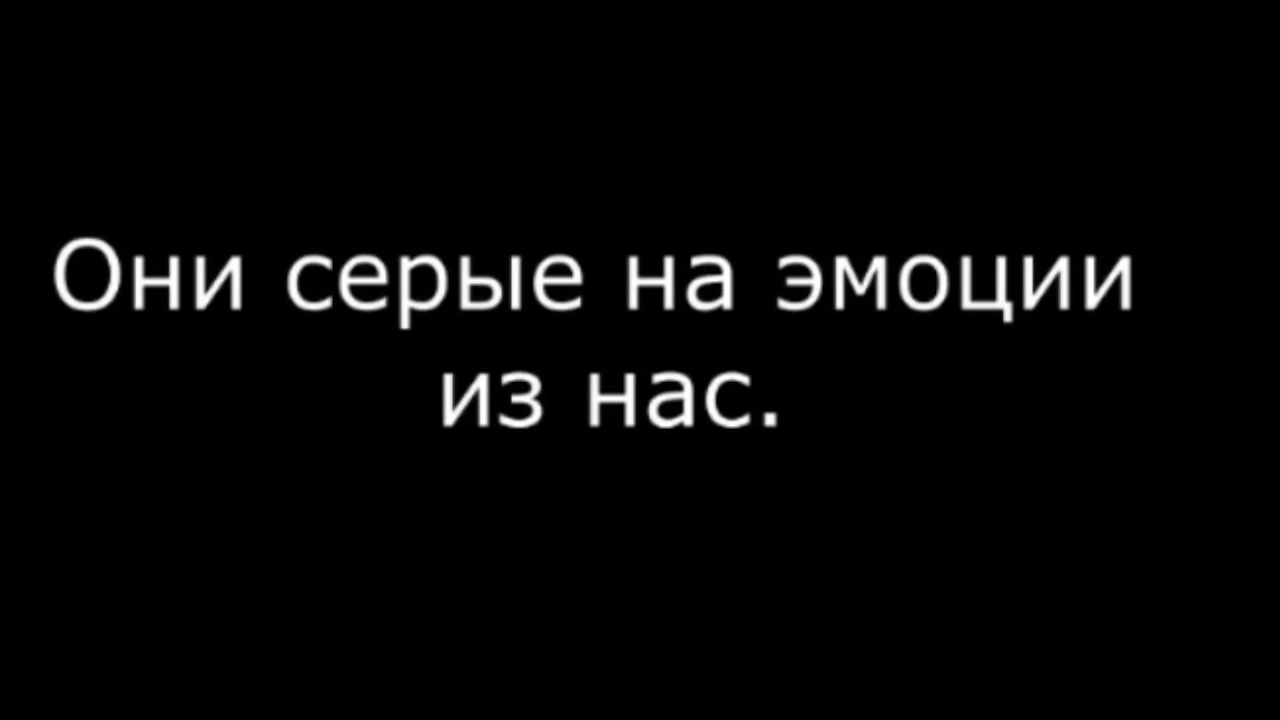 Они серые на эмоции
из нас.